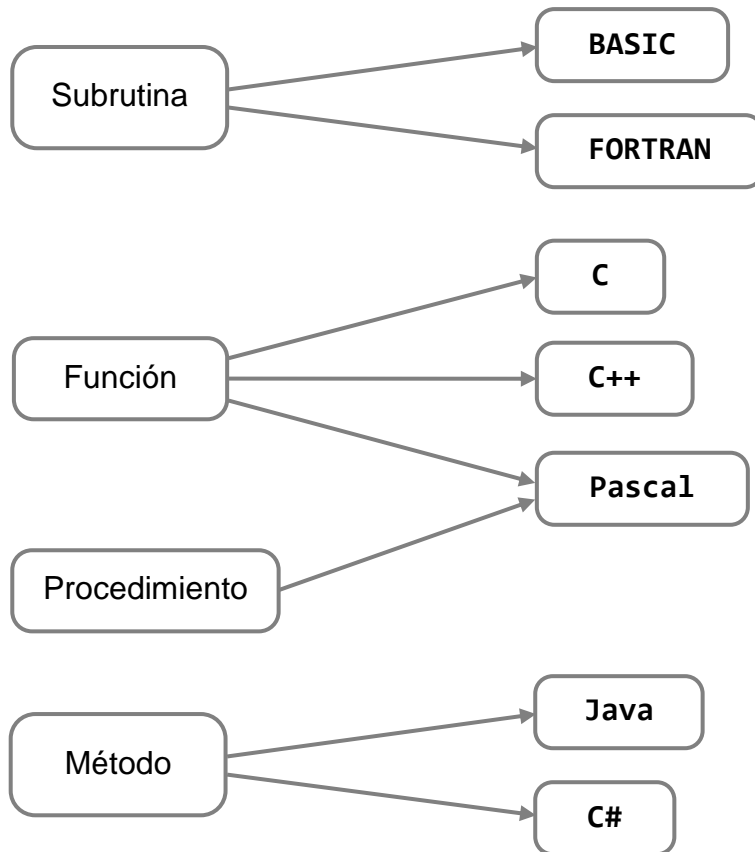 Subrutina
BASIC
FORTRAN
Función
C
C++
Pascal
Procedimiento
Método
Java
C#